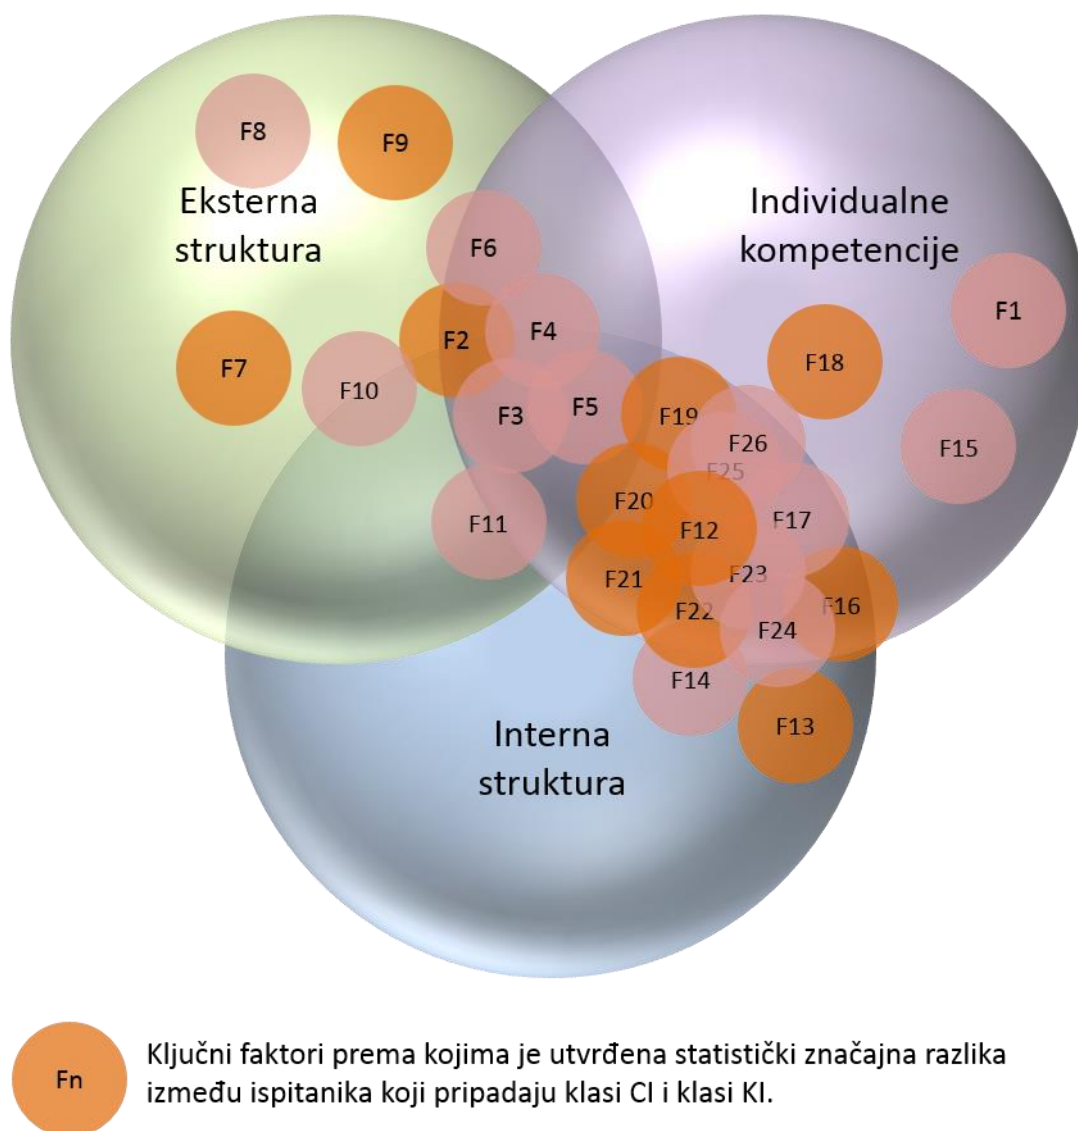 F8
F9
Eksterna
struktura
Individualne
kompetencije
F6
F1
F2
F4
F7
F18
F10
F3
F5
F19
F26
F15
F25
F11
F20
F12
F17
F21
F23
F22
F16
F24
F14
F13
Interna
struktura
Fn
Ključni faktori prema kojima je utvrđena statistički značajna razlika
između ispitanika koji pripadaju klasi CI i klasi KI.